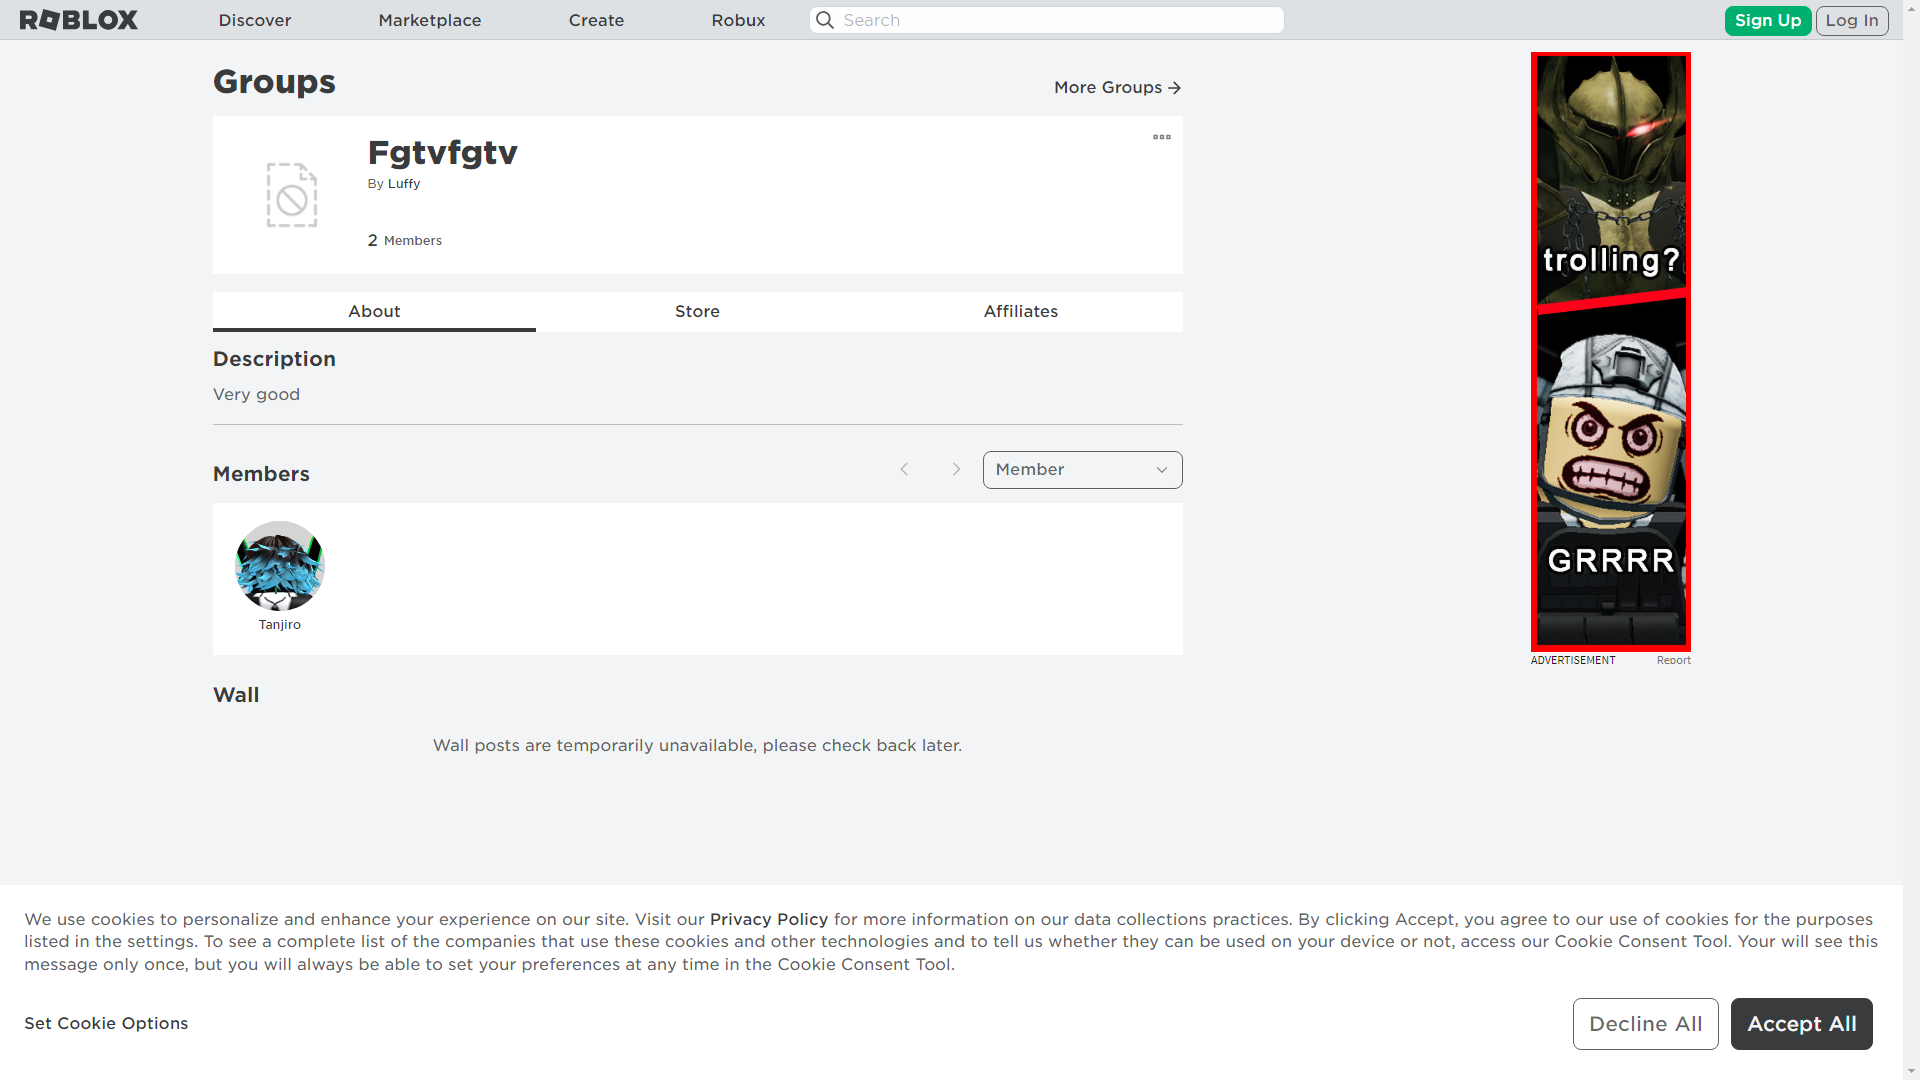 ROBLOX Discover Marketplace Create Robux Search Sign Up Log In
Groups
More Groups
Fgtvfgtv
By Luffy
2 Members
About Store Affiliates
Description
Very good
Members
Member
Tanjiro
Wall
Wall posts are temporarily unavailable, please check back later.
trolling?
GRRRR
ADVERTISEMENT Report
We use cookies to personalize and enhance your experience on our site. Visit our Privacy Policy for more information on our data collections practices. By clicking Accept, you agree to our use of cookies for the purposes
listed in the settings. To see a complete list of the companies that use these cookies and other technologies and to tell us whether they can be used on your device or not, access our Cookie Consent Tool. Your will see this
message only once, but you will always be able to set your preferences at any time in the Cookie Consent Tool.
Set Cookie Options
Decline All
Accept All